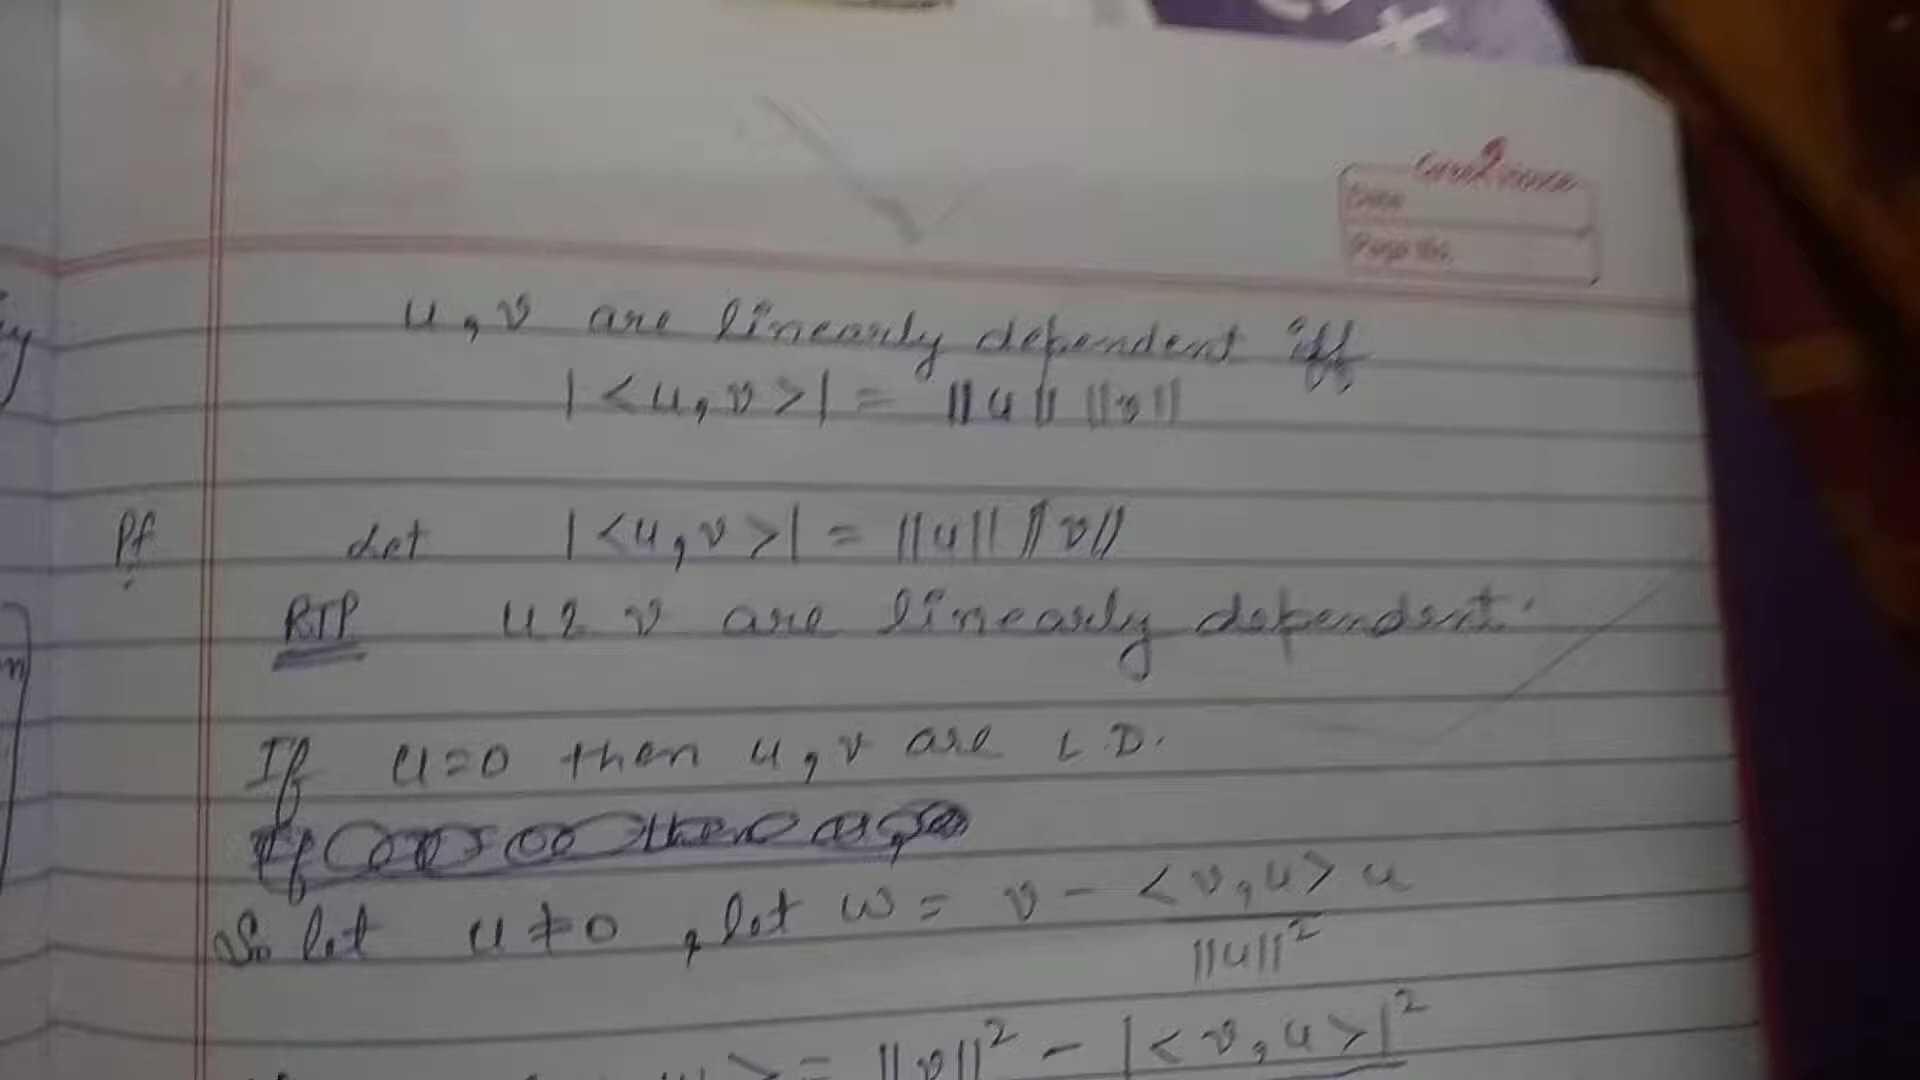 u, v are linearly dependent iff
|<u, v>| = ||u|| ||v||
Pf Let |<u, v>| = ||u|| ||v||
RTP u & v are linearly dependent.
If u=0 then u, v are L.D.
So let u≠0, let w = v - <v, u> u
||u||²
> = ||v||² - |<v, u>|²